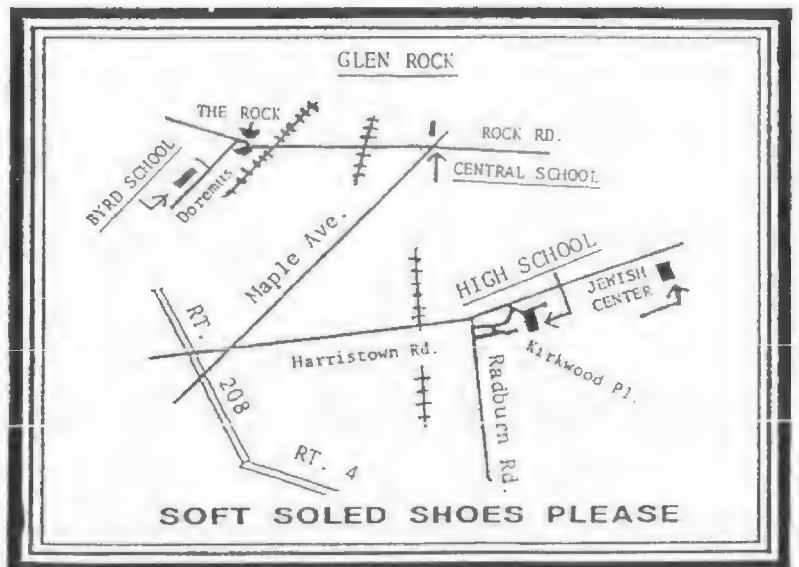 GLEN ROCK
THE ROCK
ROCK RD.
BYRD SCHOOL
Doremus
CENTRAL SCHOOL
Maple Ave.
HIGH SCHOOL
JEWISH
CENTER
RT.
208
Harristown Rd.
Kirkwood Pl.
Radburn Rd.
RT. 4
SOFT SOLED SHOES PLEASE